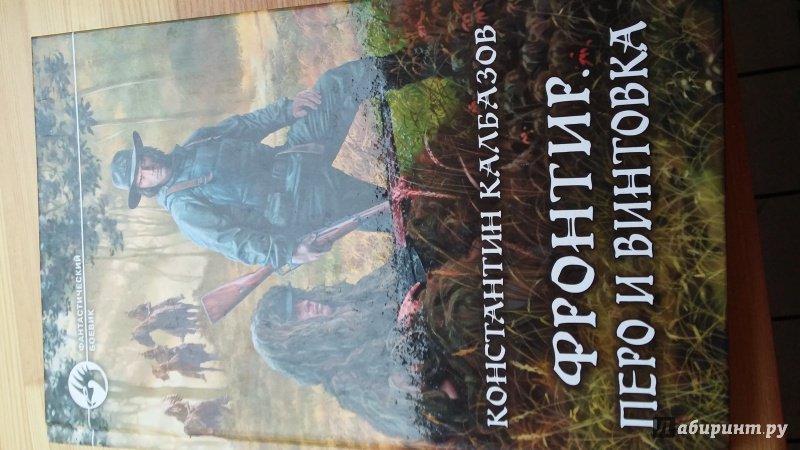 ФАНТАСТИЧЕСКИЙ
БОЕВИК
КОНСТАНТИН КАЛБАЗОВ
ФРОНТИР.
ПЕРО И ВИНТОВКА
Лабиринт.ру